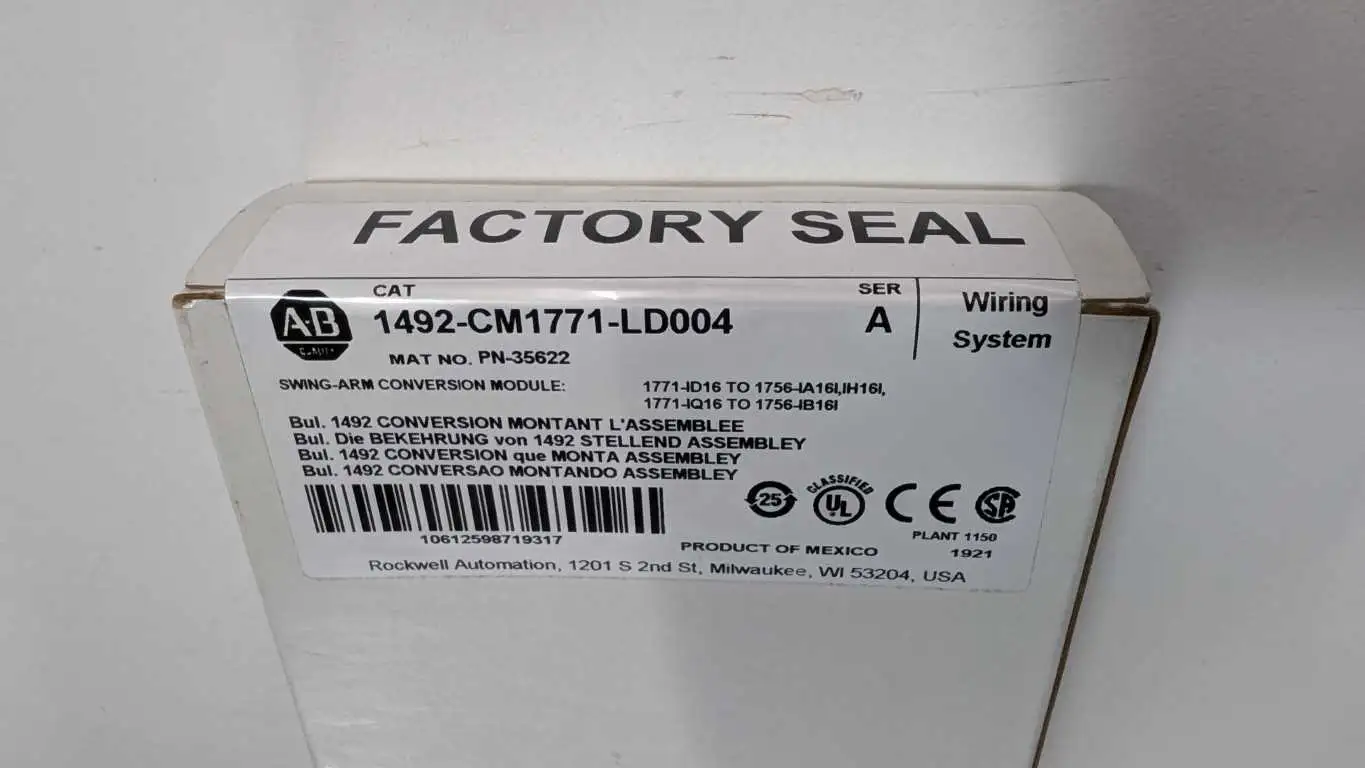 FACTORY SEAL
CAT
SER
Wiring
A-B
1492-CM1771-LD004
A
System
MAT NO. PN-35622
SWING-ARM CONVERSION MODULE: 1771-ID16 TO 1756-IA16I,IH16I,
1771-IQ16 TO 1756-IB16I
Bul. 1492 CONVERSION MONTANT L'ASSEMBLEE
Bul. Die BEKEHRUNG von 1492 STELLEND ASSEMBLEY
Bul. 1492 CONVERSION que MONTA ASSEMBLEY
Bul. 1492 CONVERSAO MONTANDO ASSEMBLEY
25
CLASSIFIED
UL
CE
SP
10612598719317
PRODUCT OF MEXICO
PLANT 1150
1921
Rockwell Automation, 1201 S 2nd St, Milwaukee, WI 53204, USA